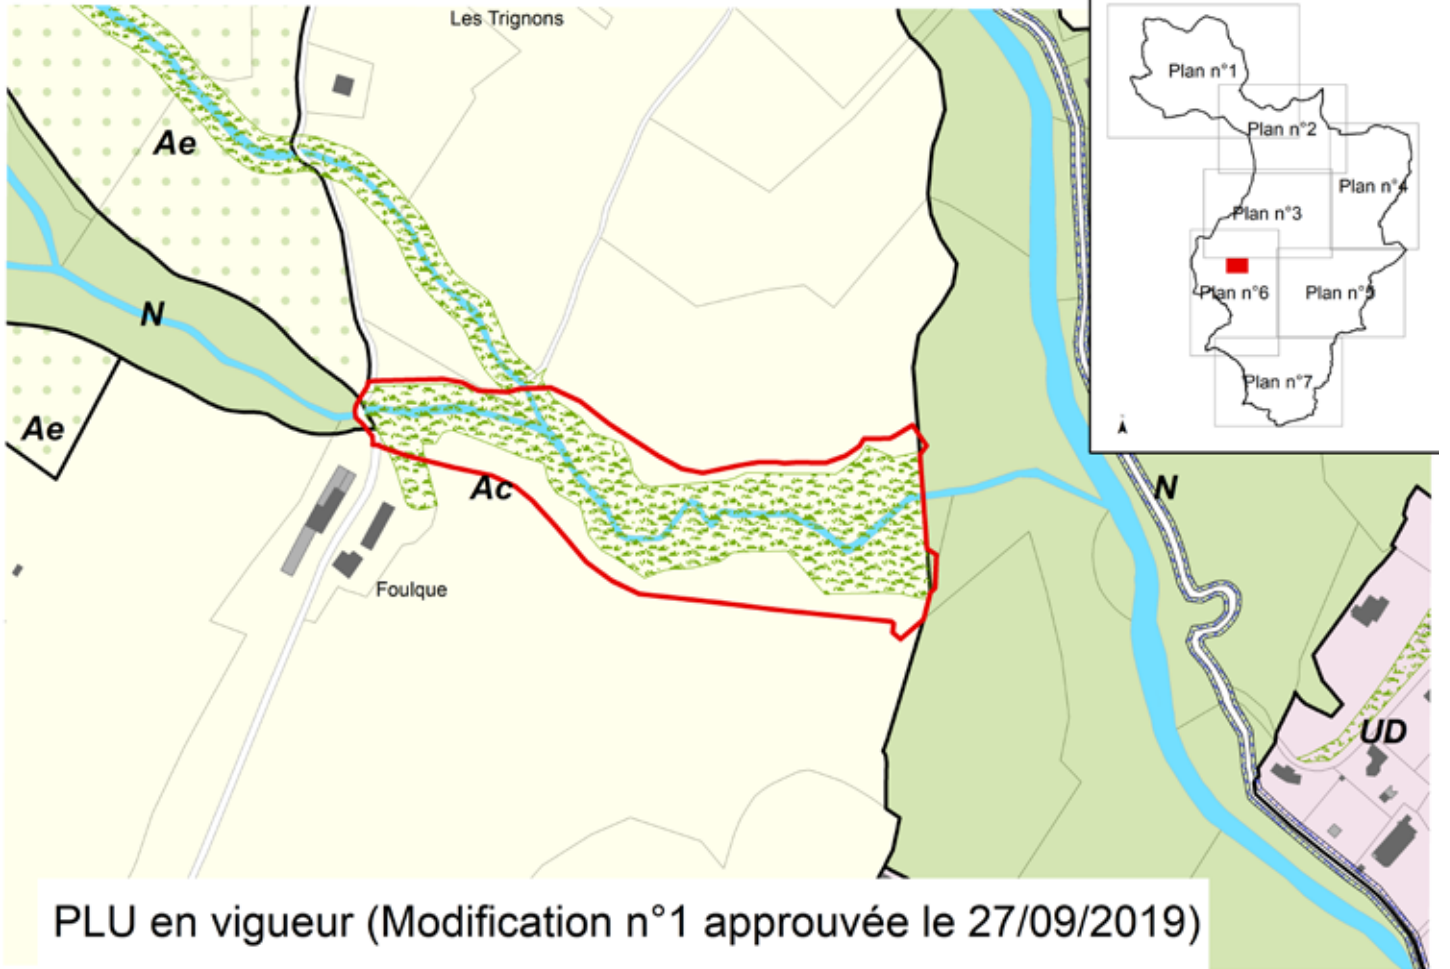 Les Trignons
Plan n°1
Plan n°2
Plan n°4
Plan n°3
Plan n°6
Plan n°5
Plan n°7
Ae
N
Ae
Ac
N
Foulque
UD
PLU en vigueur (Modification n°1 approuvée le 27/09/2019)